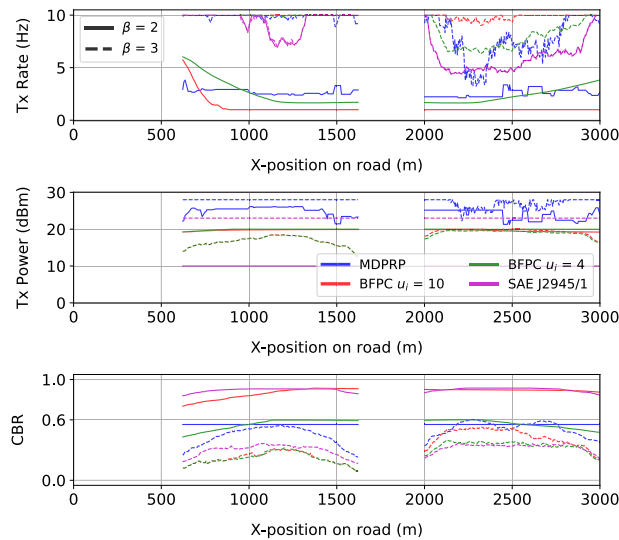 Tx Rate (Hz)
10
5
0
β = 2
β = 3
0 500 1000 1500 2000 2500 3000
X-position on road (m)
Tx Power (dBm)
30
20
10
0
MDPRP
BFPC u_i = 10
BFPC u_i = 4
SAE J2945/1
0 500 1000 1500 2000 2500 3000
X-position on road (m)
CBR
1.0
0.6
0.0
0 500 1000 1500 2000 2500 3000
X-position on road (m)